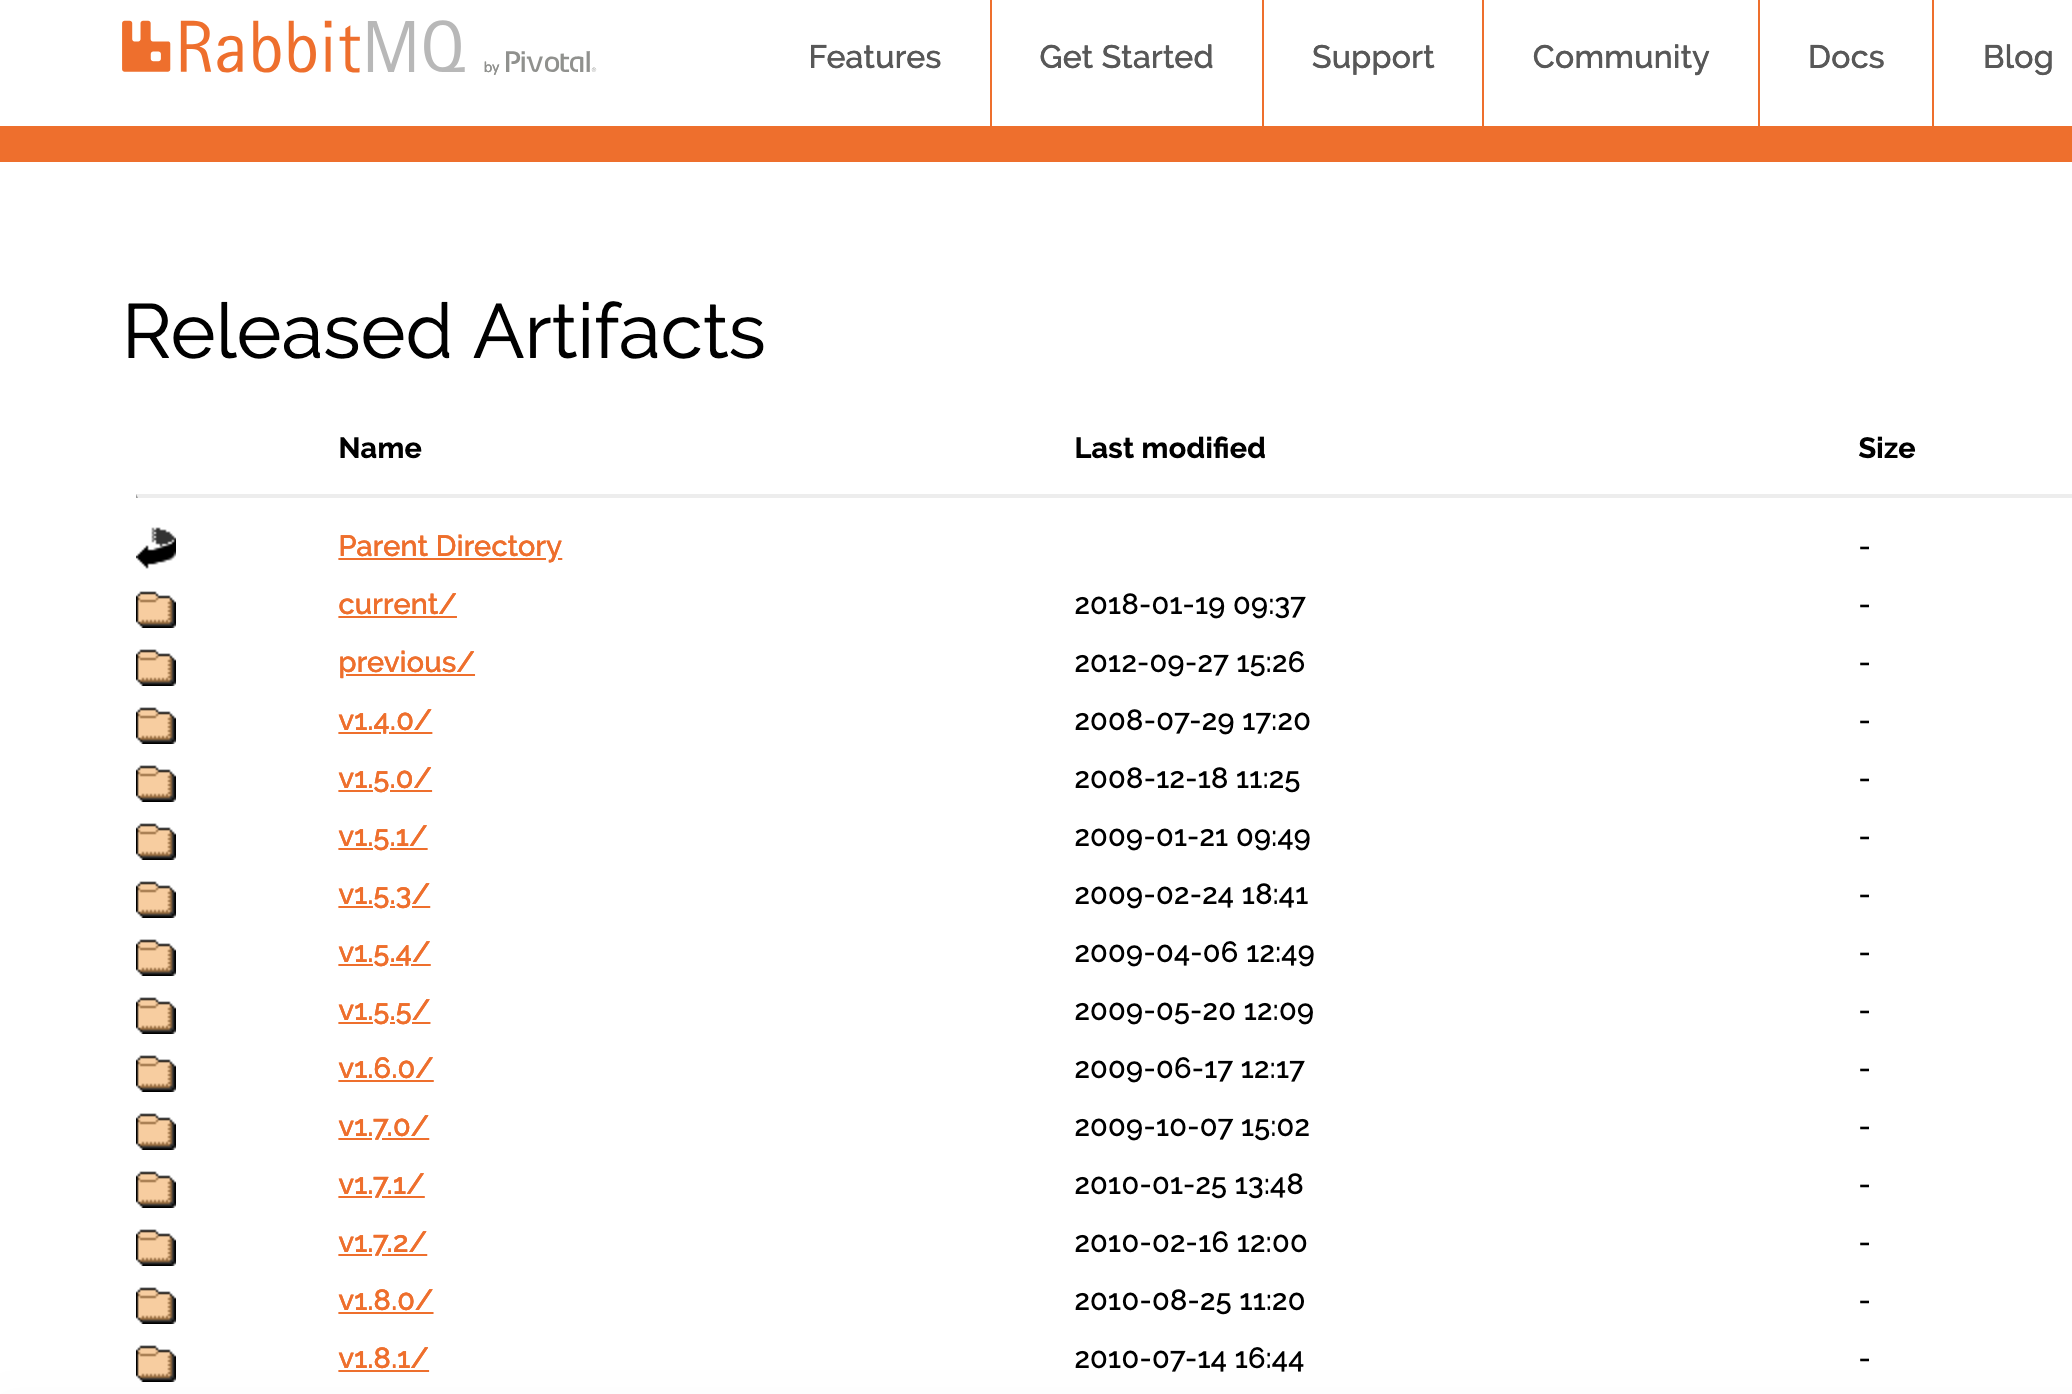 RabbitMQ by Pivotal.
Features Get Started Support Community Docs Blog
Released Artifacts
Name Last modified Size
Parent Directory -
current/ 2018-01-19 09:37 -
previous/ 2012-09-27 15:26 -
v1.4.0/ 2008-07-29 17:20 -
v1.5.0/ 2008-12-18 11:25 -
v1.5.1/ 2009-01-21 09:49 -
v1.5.3/ 2009-02-24 18:41 -
v1.5.4/ 2009-04-06 12:49 -
v1.5.5/ 2009-05-20 12:09 -
v1.6.0/ 2009-06-17 12:17 -
v1.7.0/ 2009-10-07 15:02 -
v1.7.1/ 2010-01-25 13:48 -
v1.7.2/ 2010-02-16 12:00 -
v1.8.0/ 2010-08-25 11:20 -
v1.8.1/ 2010-07-14 16:44 -